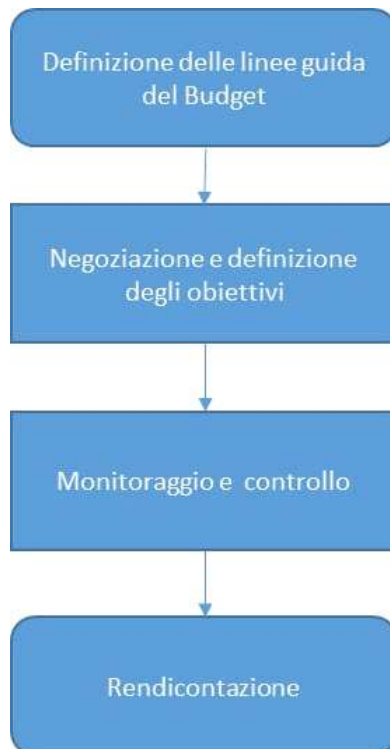 Definizione delle linee guida
del Budget
Negoziazione e definizione
degli obiettivi
Monitoraggio e controllo
Rendicontazione